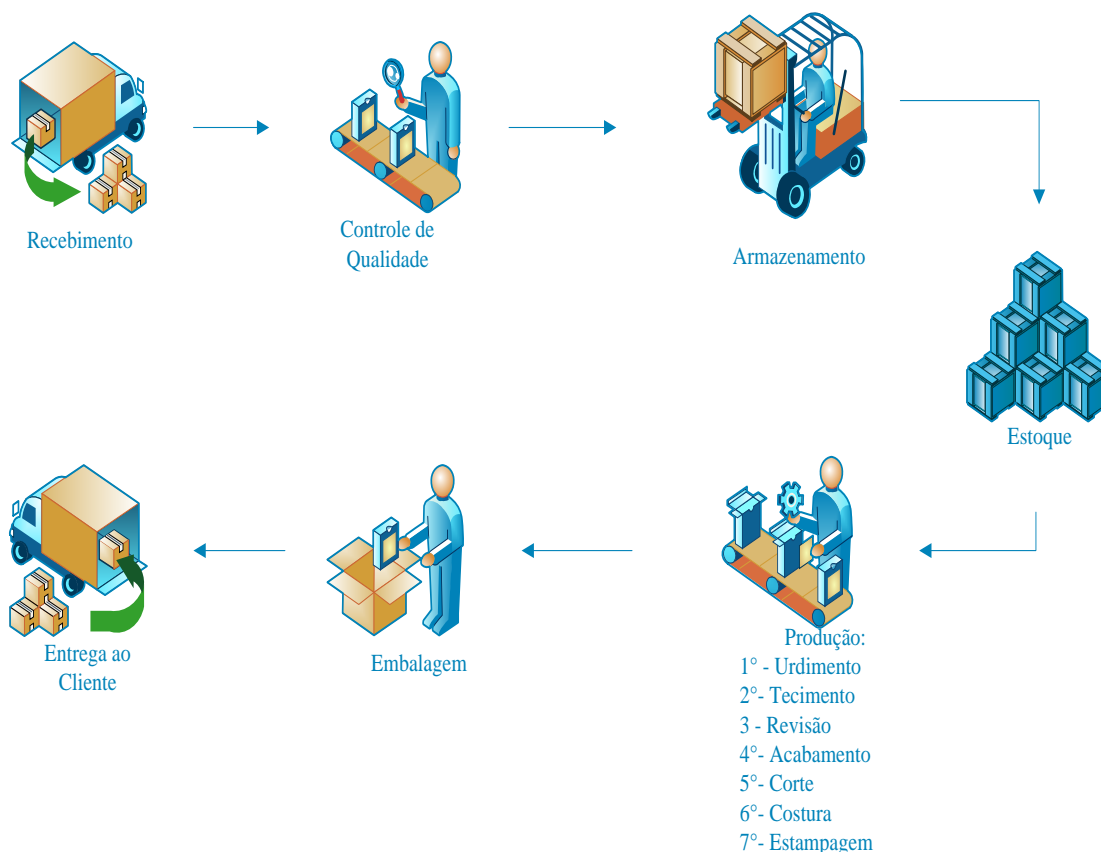 Recebimento
Controle de
Qualidade
Armazenamento
Estoque
Entrega ao
Cliente
Embalagem
Produção:
1° - Urdimento
2°- Tecimento
3 - Revisão
4°- Acabamento
5°- Corte
6°- Costura
7°- Estampagem